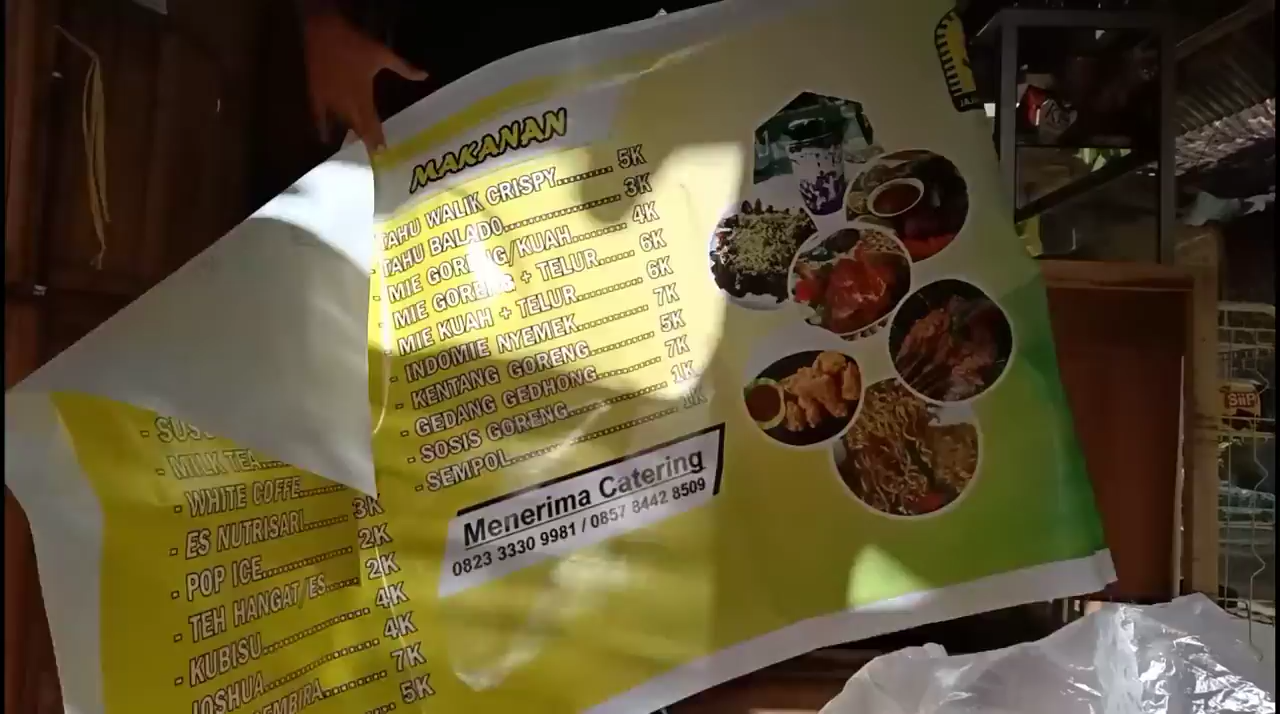 MAKANAN
- TAHU WALIK CRISPY......... 5K
- TAHU BALADO.................. 3K
- MIE GORENG/KUAH......... 4K
- MIE GORENG + TELUR...... 6K
- MIE KUAH + TELUR.......... 6K
- INDOMIE NYEMEK............. 7K
- KENTANG GORENG........... 5K
- GEDANG GEDHONG.......... 7K
- SOSIS GORENG................ 1K
- SEMPOL........................... 1K
Menerima Catering
0823 3330 9981 / 0857 8442 8509
- MILK TEA......
- WHITE COFFE.........
- ES NUTRISARI........ 3K
- POP ICE................ 2K
- TEH HANGAT/ES...... 2K
- KUBISU................ 4K
- JOSHUA............... 4K
7K
5K
SiiP